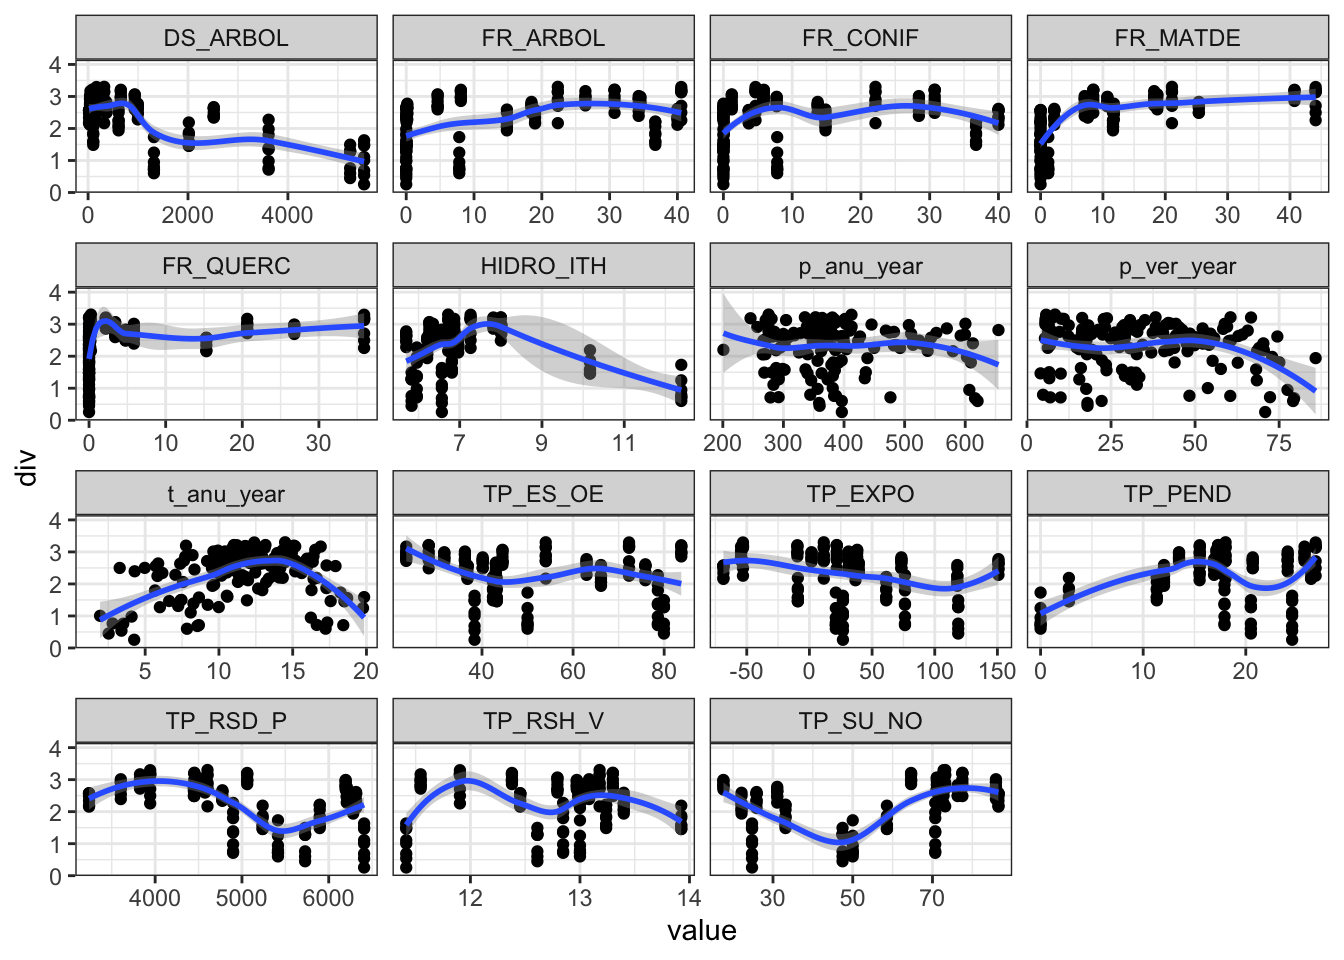 DS_ARBOL FR_ARBOL FR_CONIF FR_MATDE
4
3
2
1
0
0 2000 4000 0 10 20 30 40 0 10 20 30 40 0 10 20 30 40
FR_QUERC HIDRO_ITH p_anu_year p_ver_year
4
3
2
1
0
0 10 20 30 7 9 11 200 300 400 500 600 0 25 50 75
div
t_anu_year TP_ES_OE TP_EXPO TP_PEND
4
3
2
1
0
5 10 15 20 40 60 80 -50 0 50 100 150 0 10 20
TP_RSD_P TP_RSH_V TP_SU_NO
4
3
2
1
0
4000 5000 6000 12 13 14 30 50 70
value